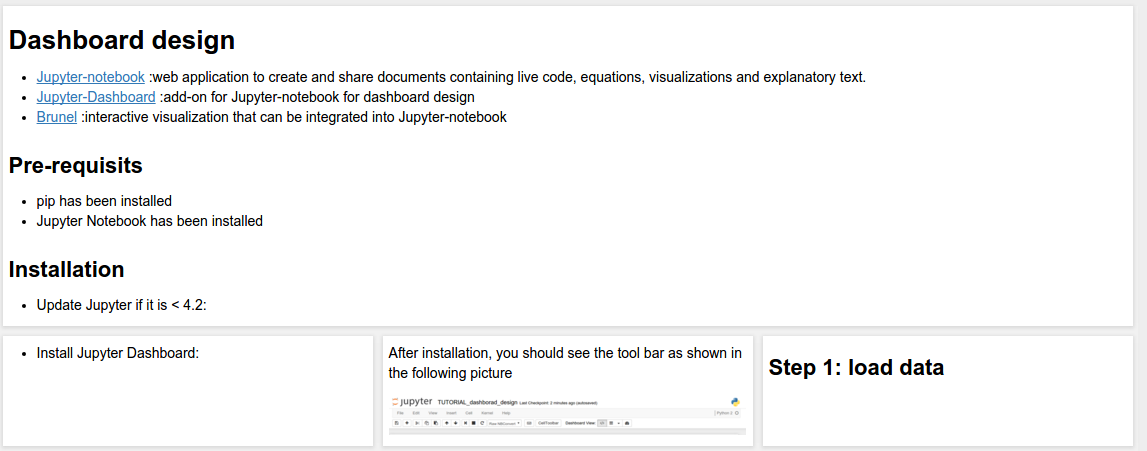 Dashboard design
• Jupyter-notebook :web application to create and share documents containing live code, equations, visualizations and explanatory text.
• Jupyter-Dashboard :add-on for Jupyter-notebook for dashboard design
• Brunel :interactive visualization that can be integrated into Jupyter-notebook
Pre-requisits
• pip has been installed
• Jupyter Notebook has been installed
Installation
• Update Jupyter if it is < 4.2:
• Install Jupyter Dashboard:
After installation, you should see the tool bar as shown in
the following picture
jupyter TUTORIAL_dashborad_design Last Checkpoint: 2 minutes ago (autosaved)
File Edit View Insert Cell Kernel Help Python 2
CellToolbar Dashboard View:
Step 1: load data